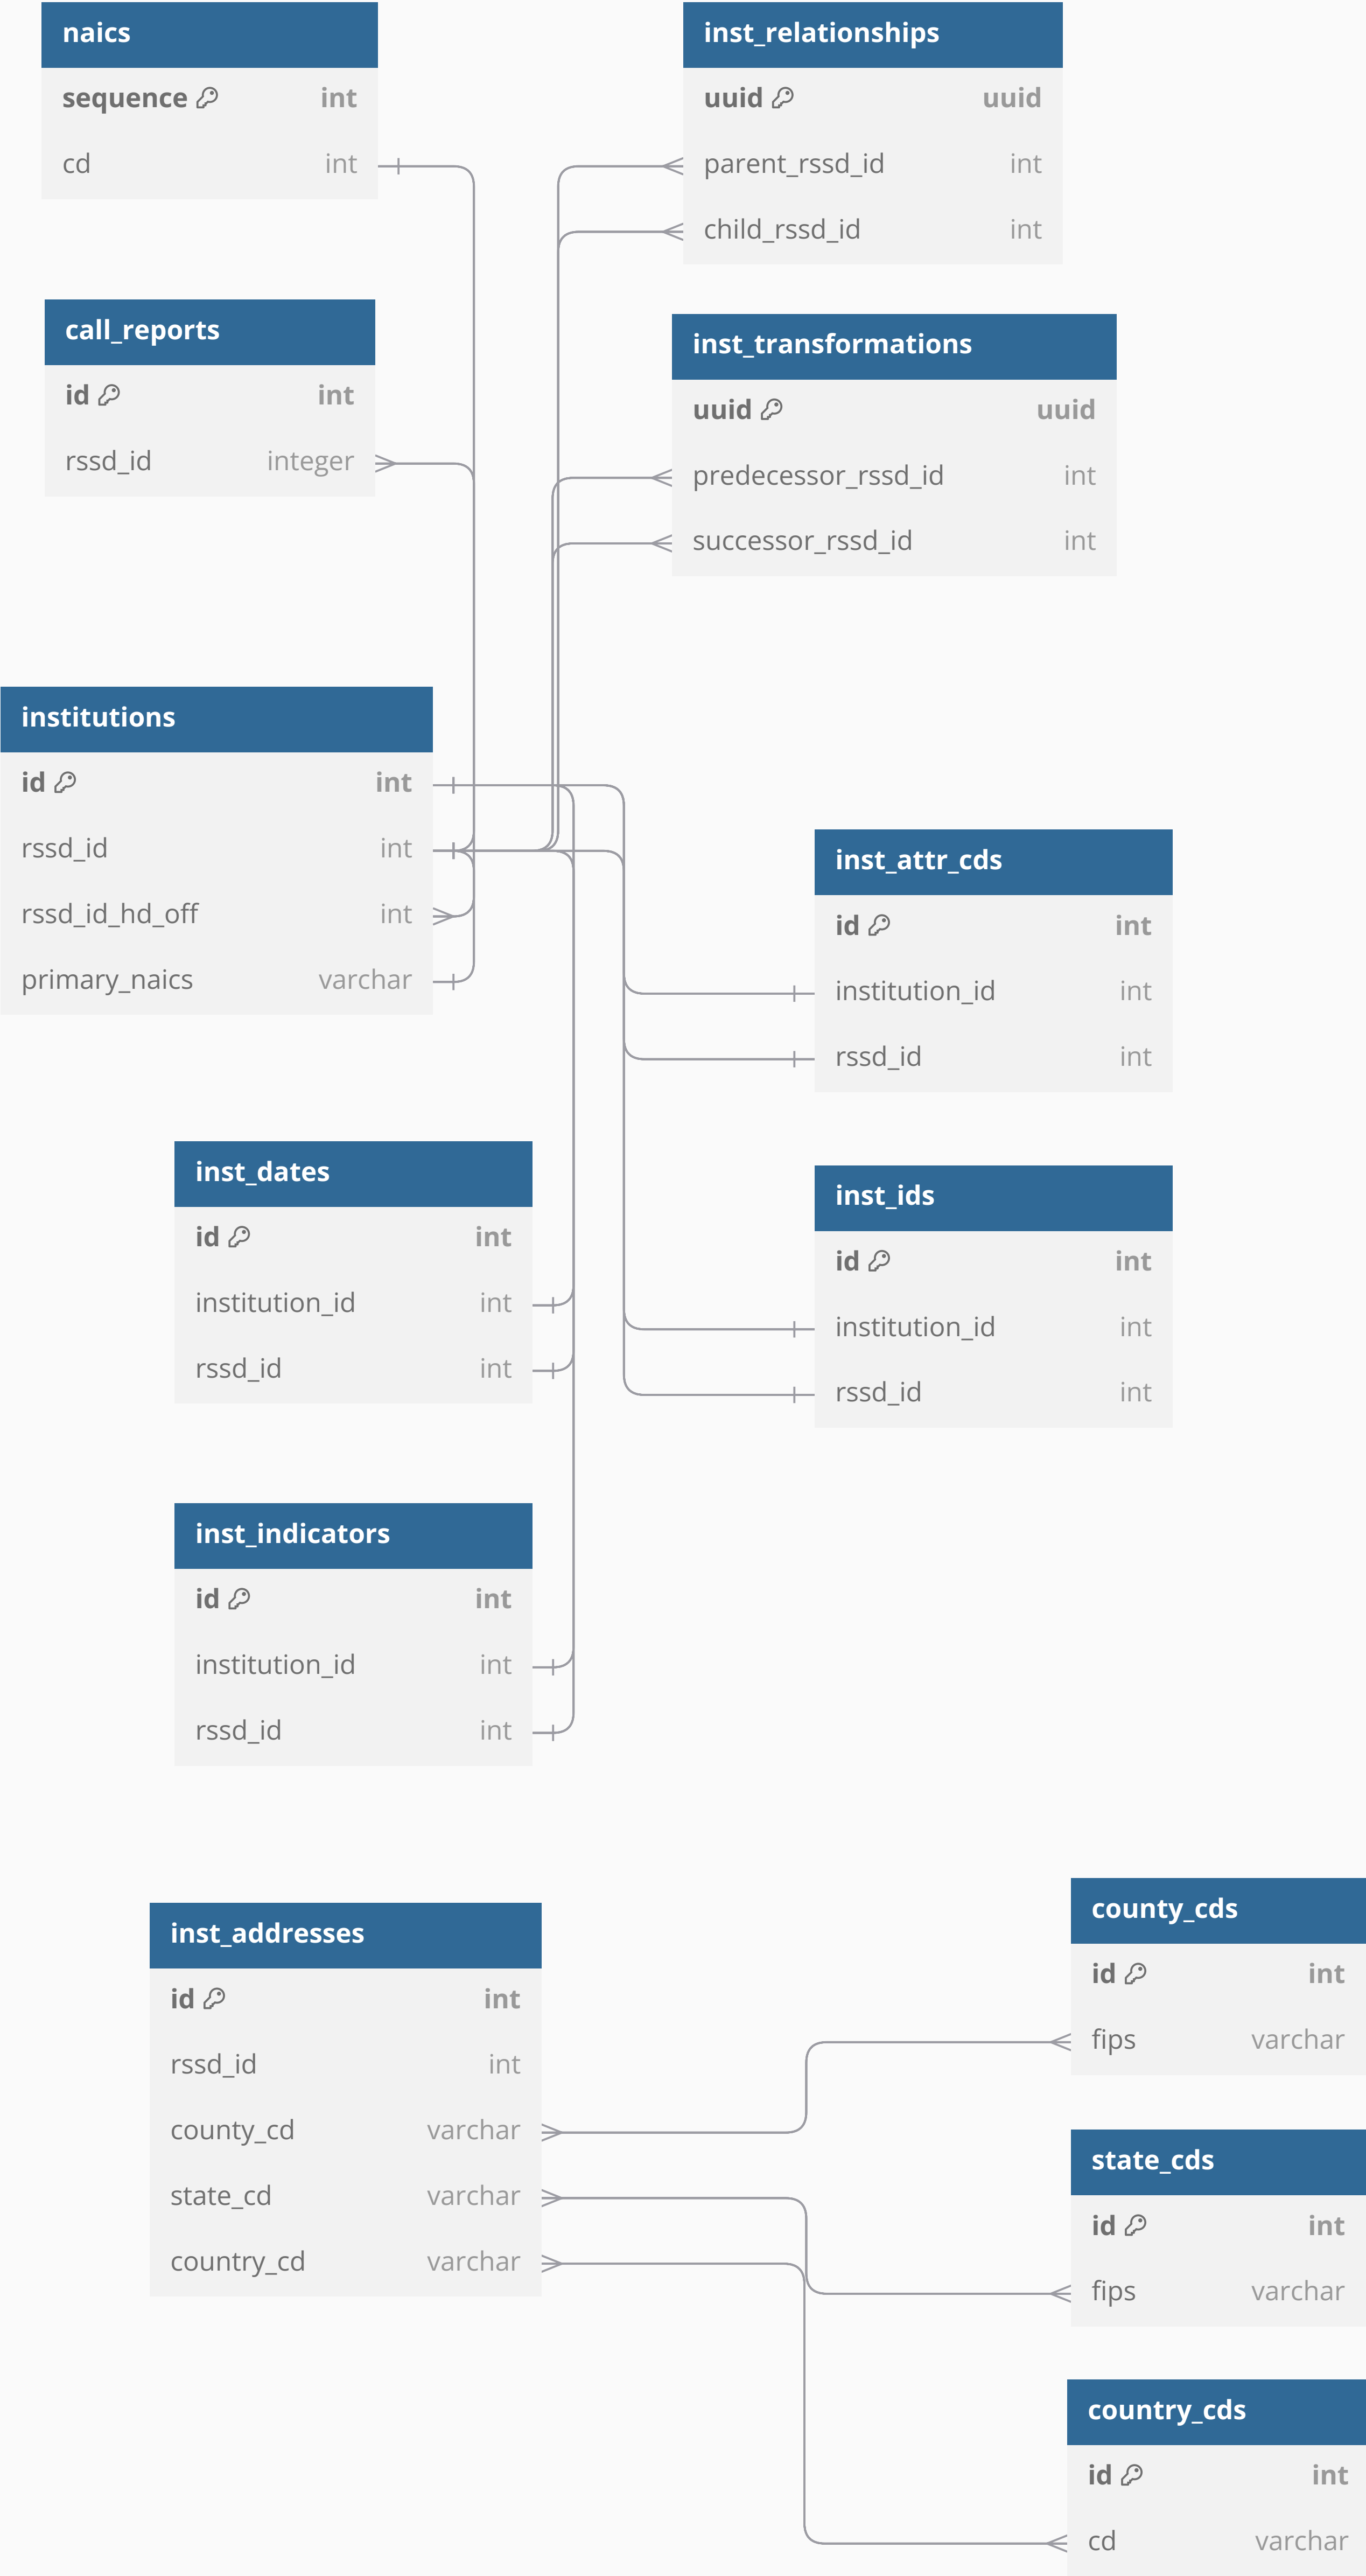 naics
sequence int
cd int
inst_relationships
uuid uuid
parent_rssd_id int
child_rssd_id int
call_reports
id int
rssd_id integer
inst_transformations
uuid uuid
predecessor_rssd_id int
successor_rssd_id int
institutions
id int
rssd_id int
rssd_id_hd_off int
primary_naics varchar
inst_attr_cds
id int
institution_id int
rssd_id int
inst_dates
id int
institution_id int
rssd_id int
inst_ids
id int
institution_id int
rssd_id int
inst_indicators
id int
institution_id int
rssd_id int
inst_addresses
id int
rssd_id int
county_cd varchar
state_cd varchar
country_cd varchar
county_cds
id int
fips varchar
state_cds
id int
fips varchar
country_cds
id int
cd varchar